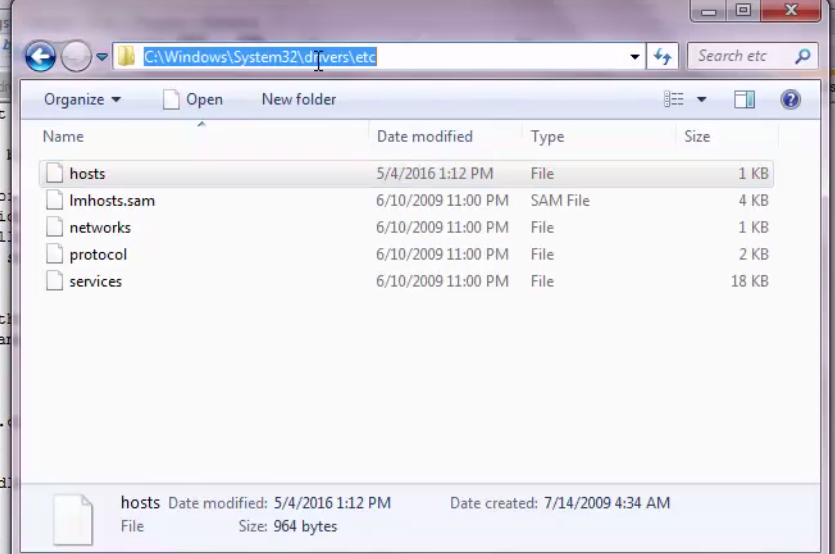 C:\Windows\System32\drivers\etc Search etc
Organize Open New folder
Name Date modified Type Size
hosts 5/4/2016 1:12 PM File 1 KB
lmhosts.sam 6/10/2009 11:00 PM SAM File 4 KB
networks 6/10/2009 11:00 PM File 1 KB
protocol 6/10/2009 11:00 PM File 2 KB
services 6/10/2009 11:00 PM File 18 KB
hosts Date modified: 5/4/2016 1:12 PM Date created: 7/14/2009 4:34 AM
File Size: 964 bytes